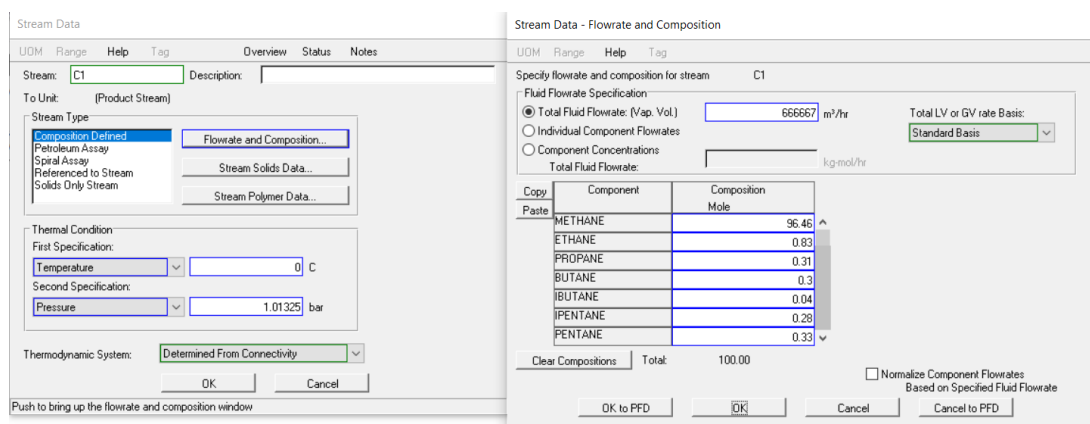 Stream Data
UOM Range Help Tag Overview Status Notes
Stream: C1 Description:
To Unit: (Product Stream)
Stream Type
Composition Defined
Petroleum Assay
Spiral Assay
Referenced to Stream
Solids Only Stream
Flowrate and Composition...
Stream Solids Data...
Stream Polymer Data...
Thermal Condition
First Specification:
Temperature 0 C
Second Specification:
Pressure 1.01325 bar
Thermodynamic System: Determined From Connectivity
OK Cancel
Push to bring up the flowrate and composition window
Stream Data - Flowrate and Composition
UOM Range Help Tag
Specify flowrate and composition for stream C1
Fluid Flowrate Specification
Total Fluid Flowrate: (Vap. Vol.) 666667 m³/hr
Individual Component Flowrates
Component Concentrations
Total Fluid Flowrate: kg-mol/hr
Total LV or GV rate Basis:
Standard Basis
Copy
Paste
Component Composition
Mole
METHANE 96.46
ETHANE 0.83
PROPANE 0.31
BUTANE 0.3
IBUTANE 0.04
IPENTANE 0.28
PENTANE 0.33
Clear Compositions Total: 100.00
Normalize Component Flowrates
Based on Specified Fluid Flowrate
OK to PFD OK Cancel Cancel to PFD